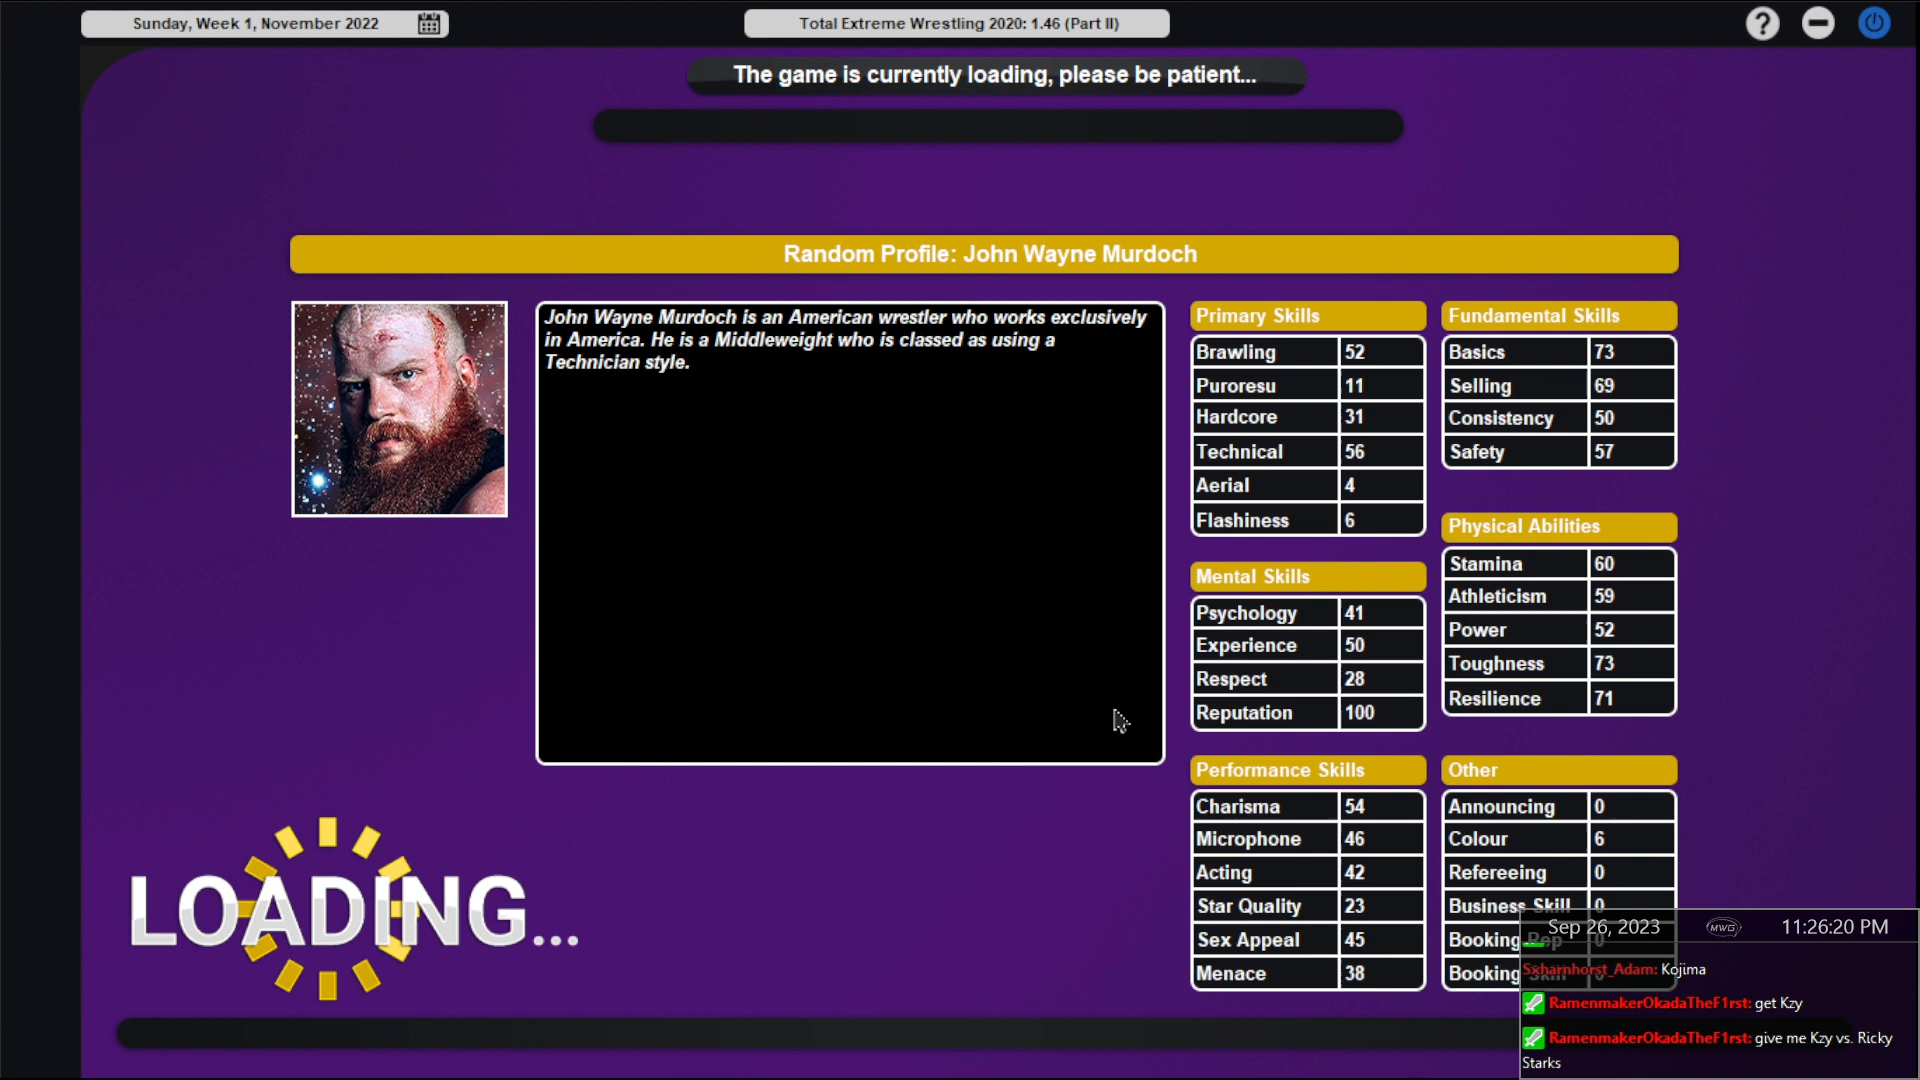 Sunday, Week 1, November 2022
Total Extreme Wrestling 2020: 1.46 (Part II)
?
The game is currently loading, please be patient...
Random Profile: John Wayne Murdoch
John Wayne Murdoch is an American wrestler who works exclusively
in America. He is a Middleweight who is classed as using a
Technician style.
Primary Skills
Brawling 52
Puroresu 11
Hardcore 31
Technical 56
Aerial 4
Flashiness 6
Mental Skills
Psychology 41
Experience 50
Respect 28
Reputation 100
Performance Skills
Charisma 54
Microphone 46
Acting 42
Star Quality 23
Sex Appeal 45
Menace 38
Fundamental Skills
Basics 73
Selling 69
Consistency 50
Safety 57
Physical Abilities
Stamina 60
Athleticism 59
Power 52
Toughness 73
Resilience 71
Other
Announcing 0
Colour 6
Refereeing 0
Business Skill 0
Booking Rep 0
Booking Skill 0
LOADING...
Sep 26, 2023 MWG 11:26:20 PM
Sxharnhorst_Adam: Kojima
RamenmakerOkadaTheF1rst: get Kzy
RamenmakerOkadaTheF1rst: give me Kzy vs. Ricky
Starks